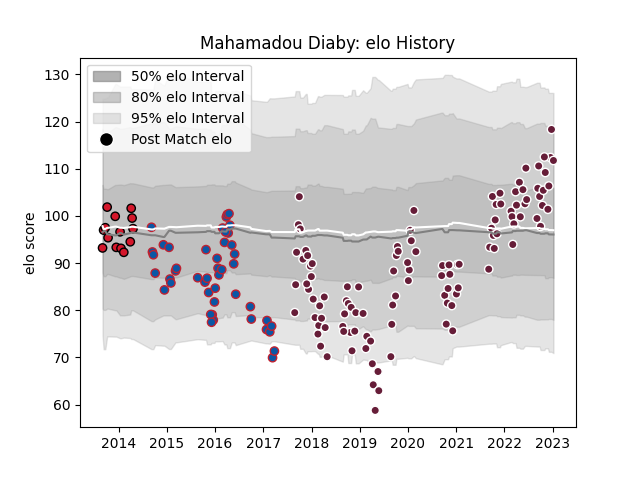 Mahamadou Diaby: elo History
130
120
110
100
90
80
70
60
elo score
50% elo Interval
80% elo Interval
95% elo Interval
Post Match elo
2014 2015 2016 2017 2018 2019 2020 2021 2022 2023